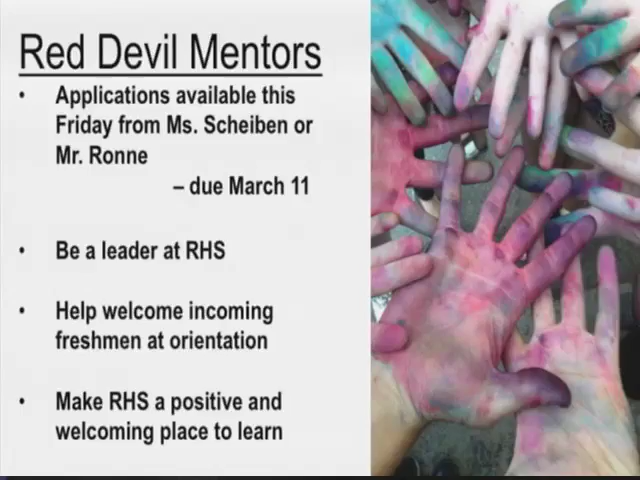 Red Devil Mentors
• Applications available this
Friday from Ms. Scheiben or
Mr. Ronne
– due March 11
• Be a leader at RHS
• Help welcome incoming
freshmen at orientation
• Make RHS a positive and
welcoming place to learn